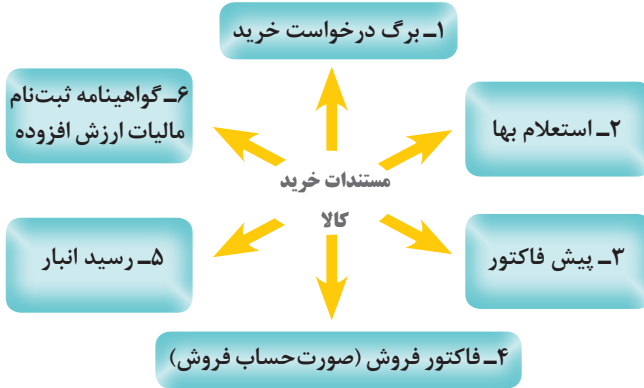 ۱ـ برگ درخواست خرید
۲ـ استعلام بها
۳ـ پیش فاکتور
۴ـ فاکتور فروش (صورت‌حساب فروش)
۵ـ رسید انبار
۶ـ گواهینامه ثبت‌نام
مالیات ارزش افزوده
مستندات خرید
کالا